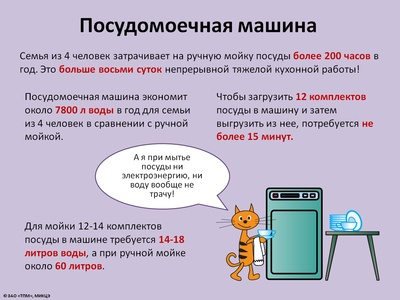 Посудомоечная машина
Семья из 4 человек затрачивает на ручную мойку посуды более 200 часов в
год. Это больше восьми суток непрерывной тяжелой кухонной работы!
Посудомоечная машина экономит
около 7800 л воды в год для семьи
из 4 человек в сравнении с ручной
мойкой.
Чтобы загрузить 12 комплектов
посуды в машину и затем
выгрузить из нее, потребуется не
более 15 минут.
А я при мытье
посуды ни
электроэнергию, ни
воду вообще не
трачу!
Для мойки 12-14 комплектов
посуды в машине требуется 14-18
литров воды, а при ручной мойке
около 60 литров.
© ЗАО «ТПМ», МИЮЦЭ